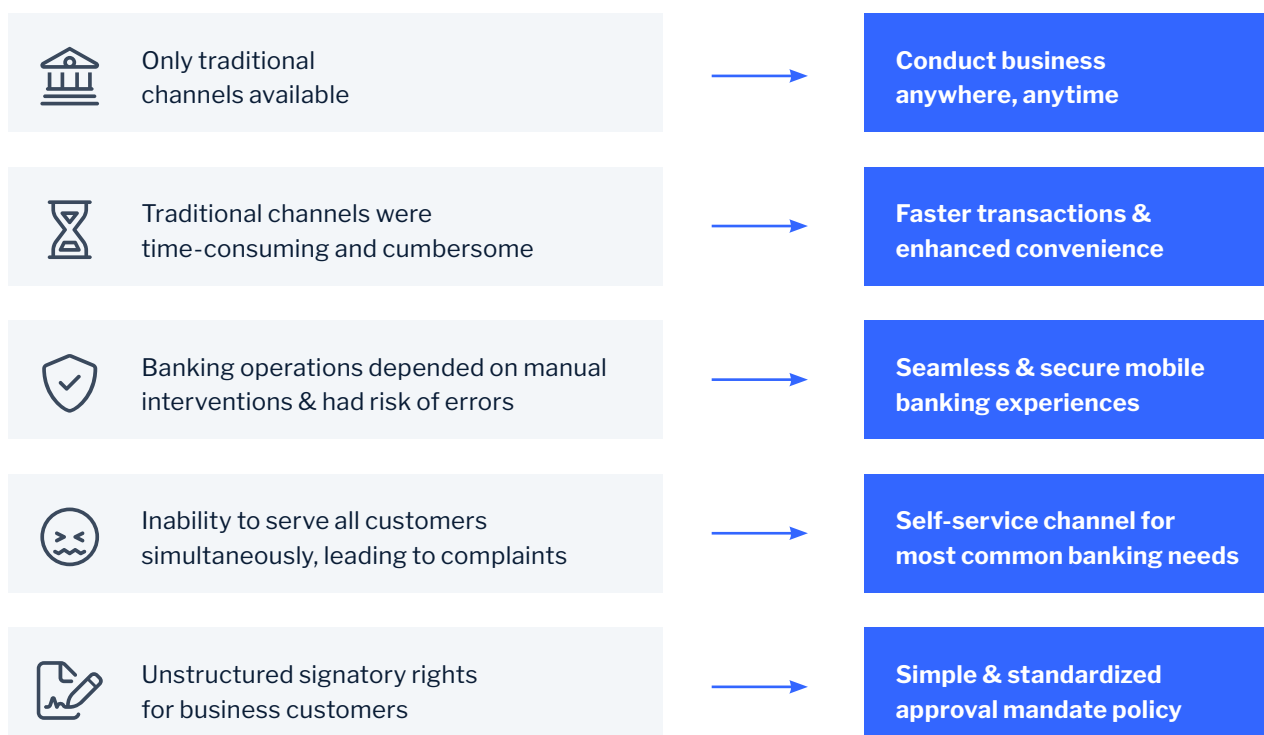 Only traditional
channels available
Conduct business
anywhere, anytime
Traditional channels were
time-consuming and cumbersome
Faster transactions &
enhanced convenience
Banking operations depended on manual
interventions & had risk of errors
Seamless & secure mobile
banking experiences
Inability to serve all customers
simultaneously, leading to complaints
Self-service channel for
most common banking needs
Unstructured signatory rights
for business customers
Simple & standardized
approval mandate policy